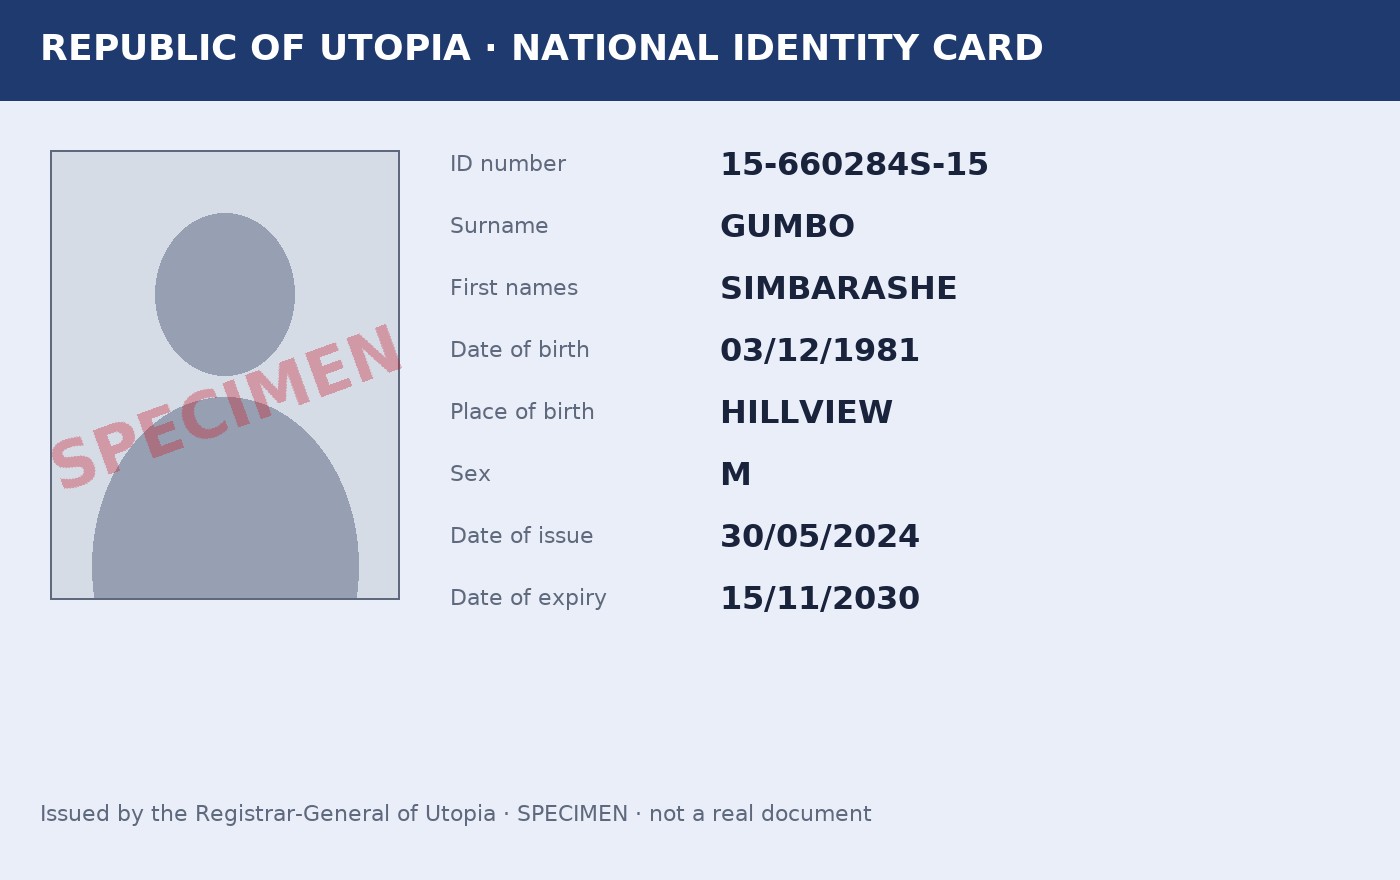 REPUBLIC OF UTOPIA · NATIONAL IDENTITY CARD
ID number 15-660284S-15
Surname GUMBO
First names SIMBARASHE
Date of birth 03/12/1981
Place of birth HILLVIEW
Sex M
Date of issue 30/05/2024
Date of expiry 15/11/2030
SPECIMEN
Issued by the Registrar-General of Utopia · SPECIMEN · not a real document